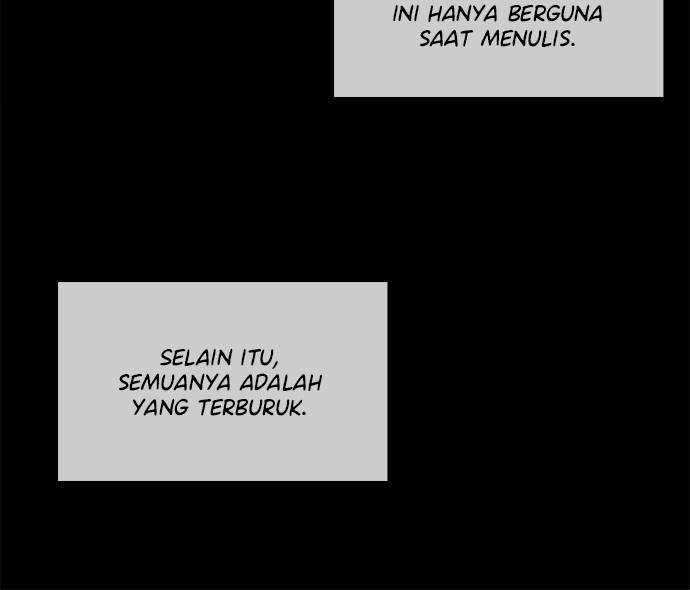 INI HANYA BERGUNA
SAAT MENULIS.
SELAIN ITU,
SEMUANYA ADALAH
YANG TERBURUK.